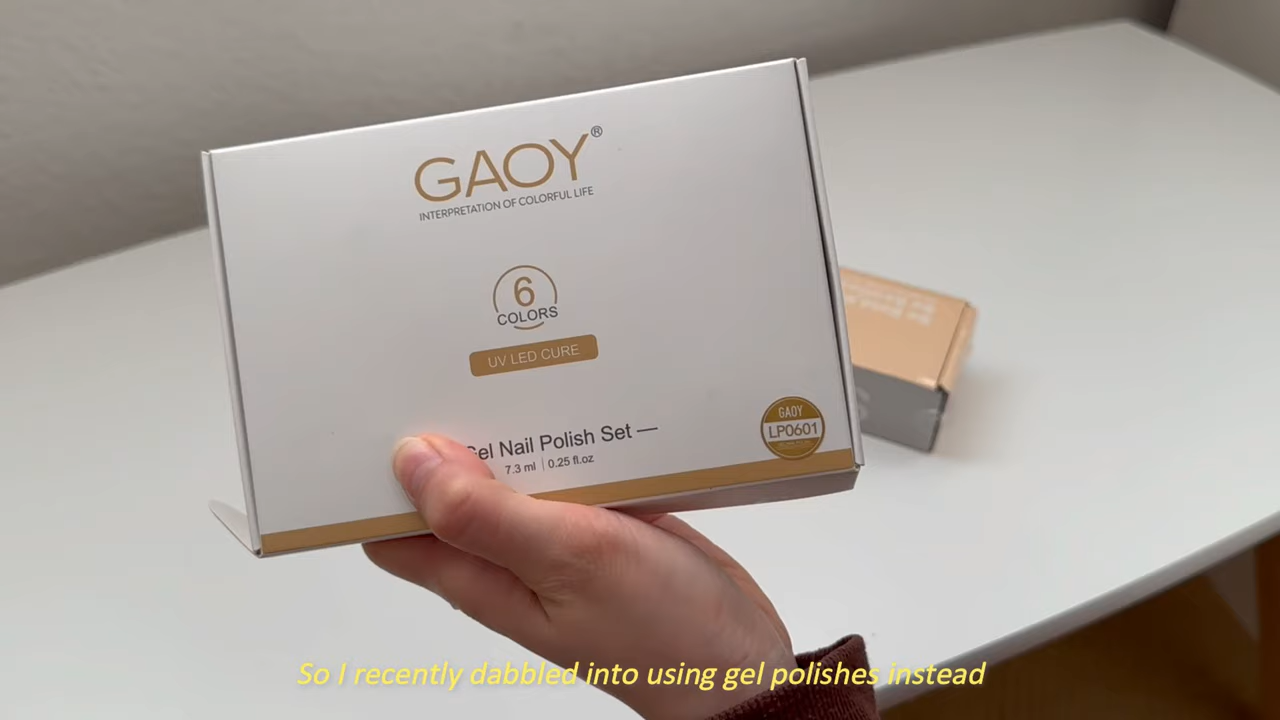 GAOY®
INTERPRETATION OF COLORFUL LIFE
6
COLORS
UV LED CURE
Gel Nail Polish Set —
7.3 ml | 0.25 fl.oz
GAOY
LP0601
So I recently dabbled into using gel polishes instead